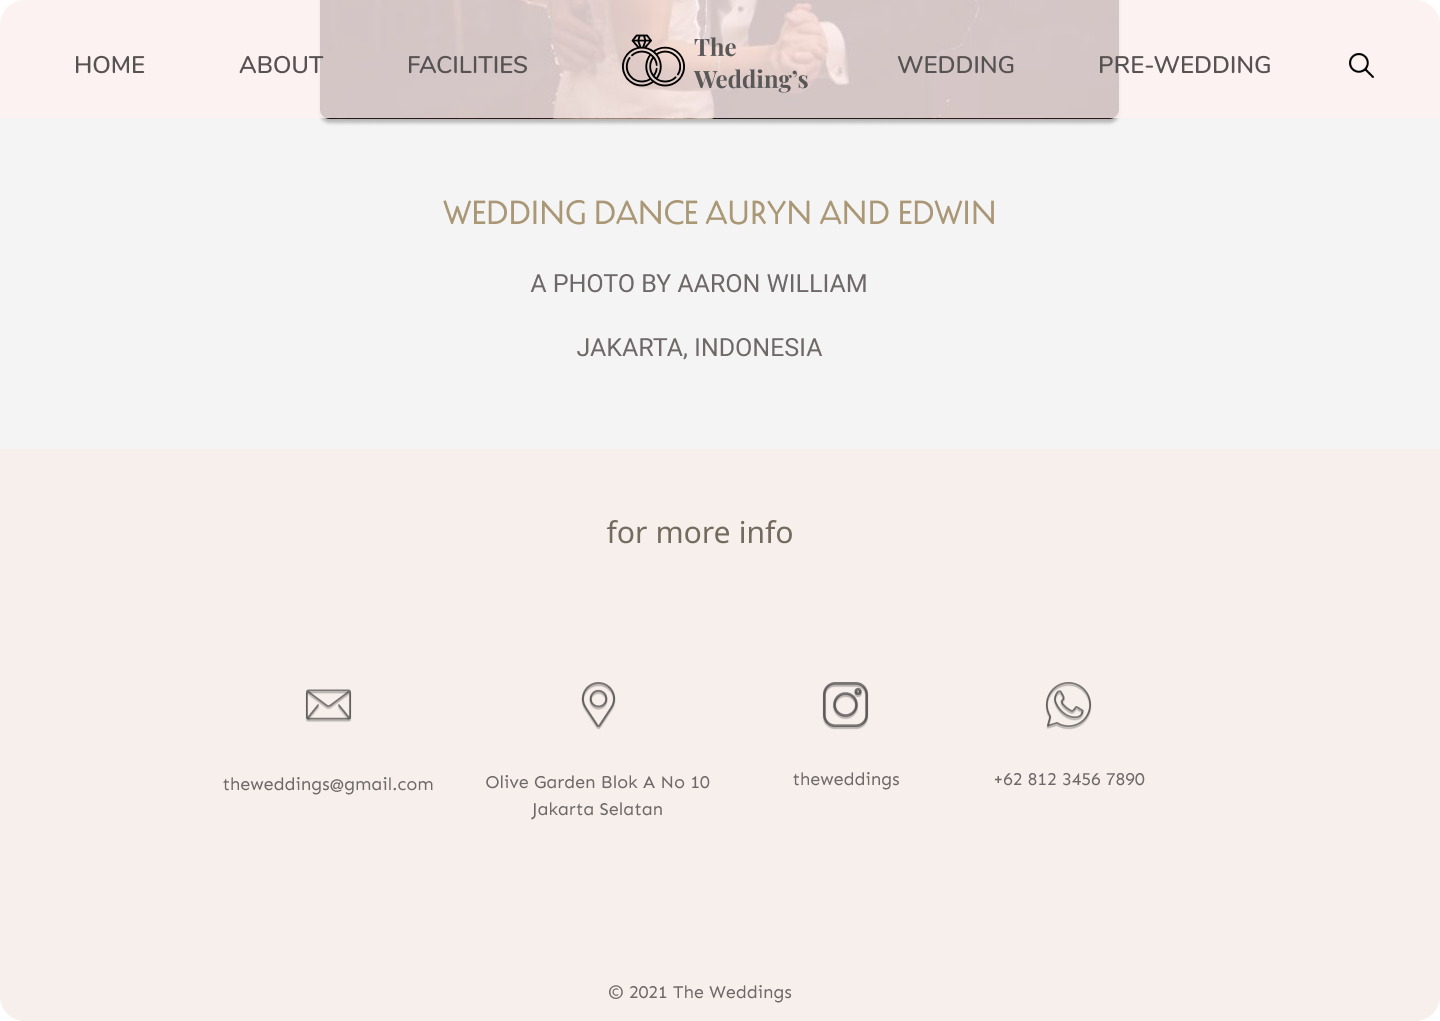 HOME
ABOUT
FACILITIES
The
Wedding's
WEDDING
PRE-WEDDING
WEDDING DANCE AURYN AND EDWIN
A PHOTO BY AARON WILLIAM
JAKARTA, INDONESIA
for more info
theweddings@gmail.com
Olive Garden Blok A No 10
Jakarta Selatan
theweddings
+62 812 3456 7890
© 2021 The Weddings